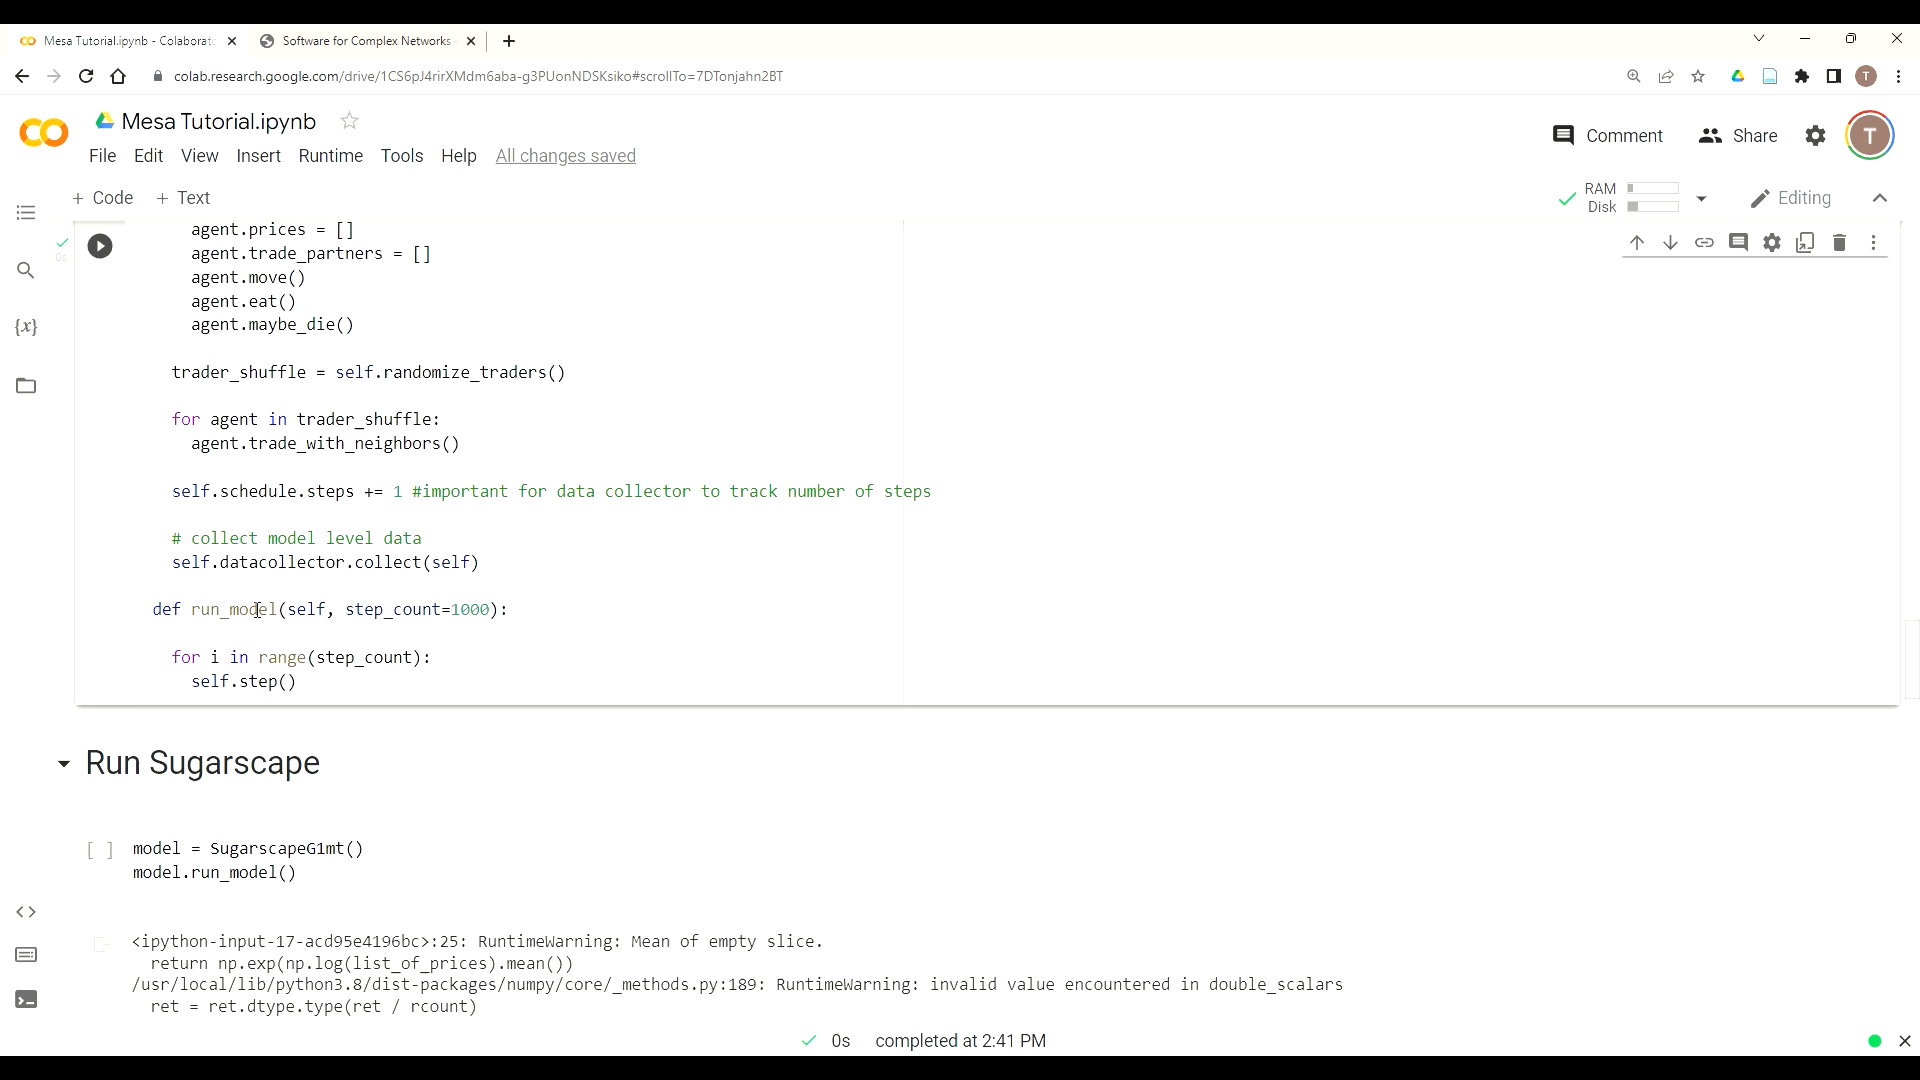 Mesa Tutorial.ipynb - Colaborat
Software for Complex Networks
colab.research.google.com/drive/1CS6pJ4rirXMdm6aba-g3PUonNDSKsiko#scrollTo=7DTonjahn2BT
T
Mesa Tutorial.ipynb
File Edit View Insert Runtime Tools Help All changes saved
Comment Share T
+ Code + Text
RAM
Disk
Editing
agent.prices = []
agent.trade_partners = []
agent.move()
agent.eat()
agent.maybe_die()
trader_shuffle = self.randomize_traders()
for agent in trader_shuffle:
agent.trade_with_neighbors()
self.schedule.steps += 1 #important for data collector to track number of steps
# collect model level data
self.datacollector.collect(self)
def run_model(self, step_count=1000):
for i in range(step_count):
self.step()
0s
{x}
Run Sugarscape
[ ] model = SugarscapeG1mt()
model.run_model()
<ipython-input-17-acd95e4196bc>:25: RuntimeWarning: Mean of empty slice.
return np.exp(np.log(list_of_prices).mean())
/usr/local/lib/python3.8/dist-packages/numpy/core/_methods.py:189: RuntimeWarning: invalid value encountered in double_scalars
ret = ret.dtype.type(ret / rcount)
0s completed at 2:41 PM